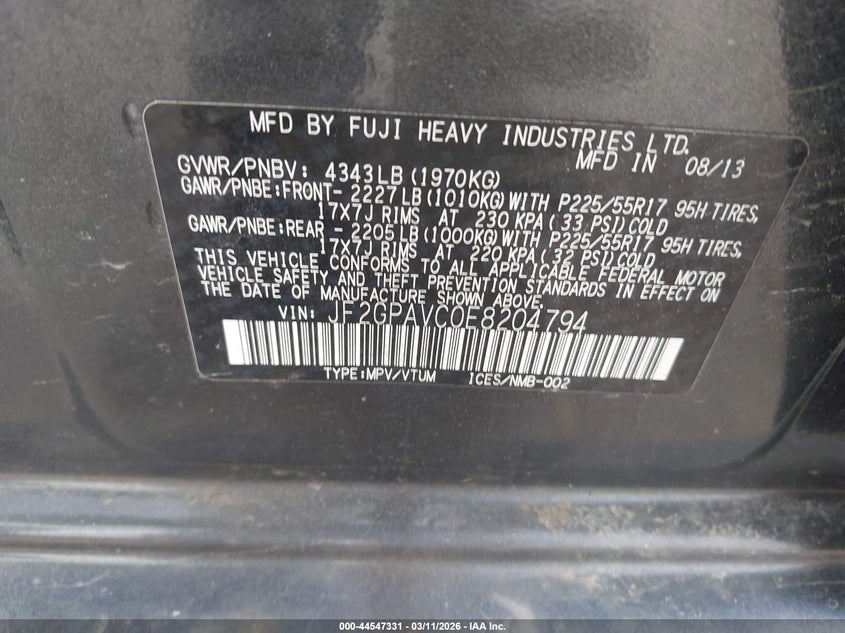 MFD BY FUJI HEAVY INDUSTRIES LTD.
MFD IN 08/13
GVWR/PNBV: 4343LB(1970KG)
GAWR/PNBE:FRONT- 2227LB(1010KG)WITH P225/55R17 95H TIRES,
17X7J RIMS AT 230 KPA(33 PSI)COLD
GAWR/PNBE:REAR - 2205LB(1000KG)WITH P225/55R17 95H TIRES,
17X7J RIMS AT 220 KPA(32 PSI)COLD
THIS VEHICLE CONFORMS TO ALL APPLICABLE FEDERAL MOTOR
VEHICLE SAFETY AND THEFT PREVENTION STANDARDS IN EFFECT ON
THE DATE OF MANUFACTURE SHOWN ABOVE.
VIN: JF2GPAVC0E8204794
TYPE:MPV/VTUM ICES/NMB-002
000-44547331 - 03/11/2026 - IAA Inc.